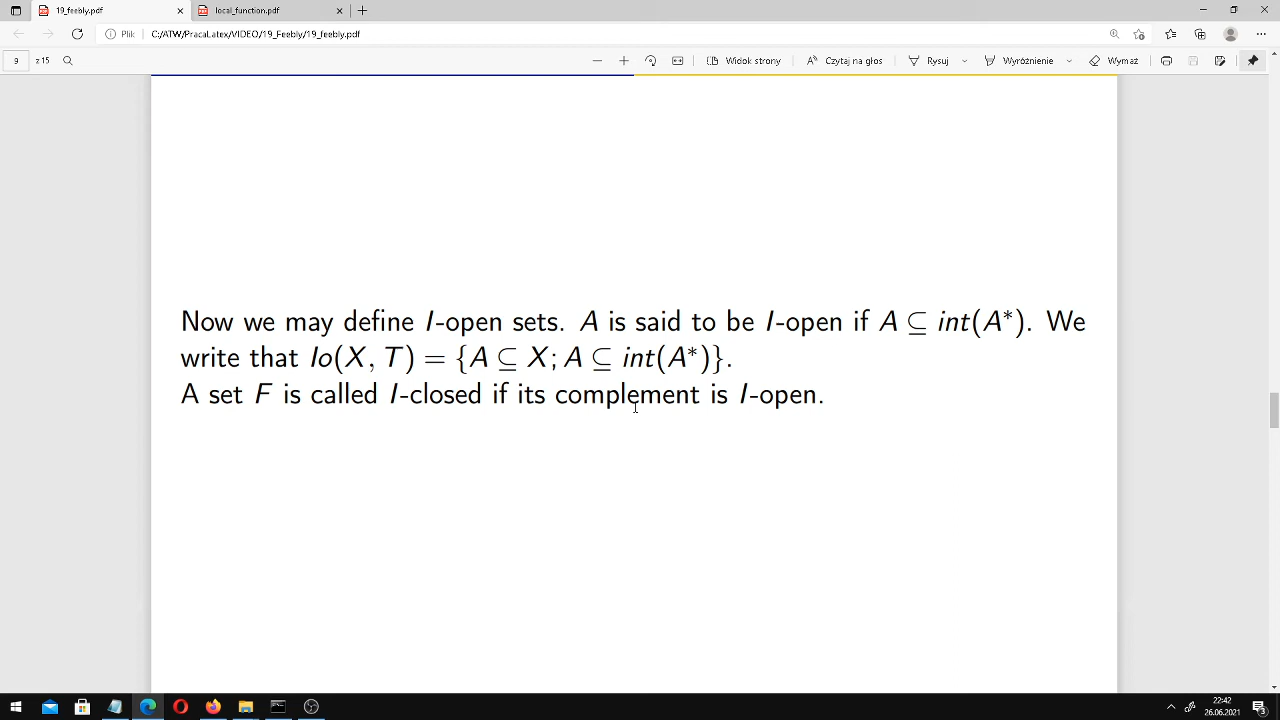 19_feebly.pdf
local_function.pdf
Plik C:/ATW/PracaLatex/VIDEO/19_Feebly/19_feebly.pdf
9 z 15 Widok strony Czytaj na głos Rysuj Wyróżnienie Wymaż
Now we may define I-open sets. A is said to be I-open if A ⊆ int(A*). We
write that Io(X, T) = {A ⊆ X; A ⊆ int(A*)}.
A set F is called I-closed if its complement is I-open.
22:42
26.06.2021
3